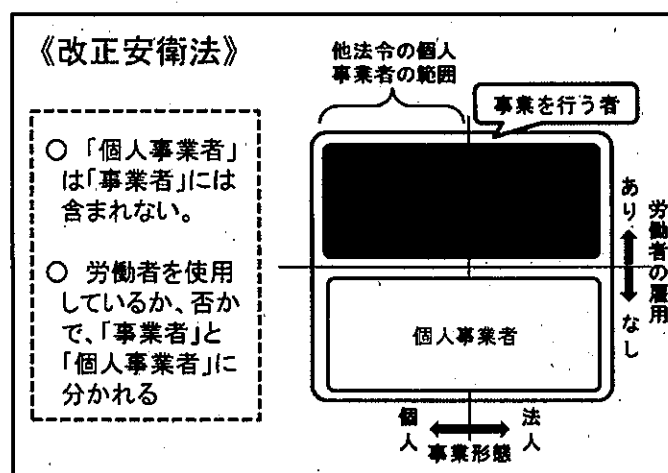 《改正安衛法》
○ 「個人事業者」
は「事業者」には
含まれない。
○ 労働者を使用
しているか、否か
で、「事業者」と
「個人事業者」に
分かれる
他法令の個人
事業者の範囲
事業を行う者
個人事業者
あり
なし
労働者の雇用
個人
法人
事業形態